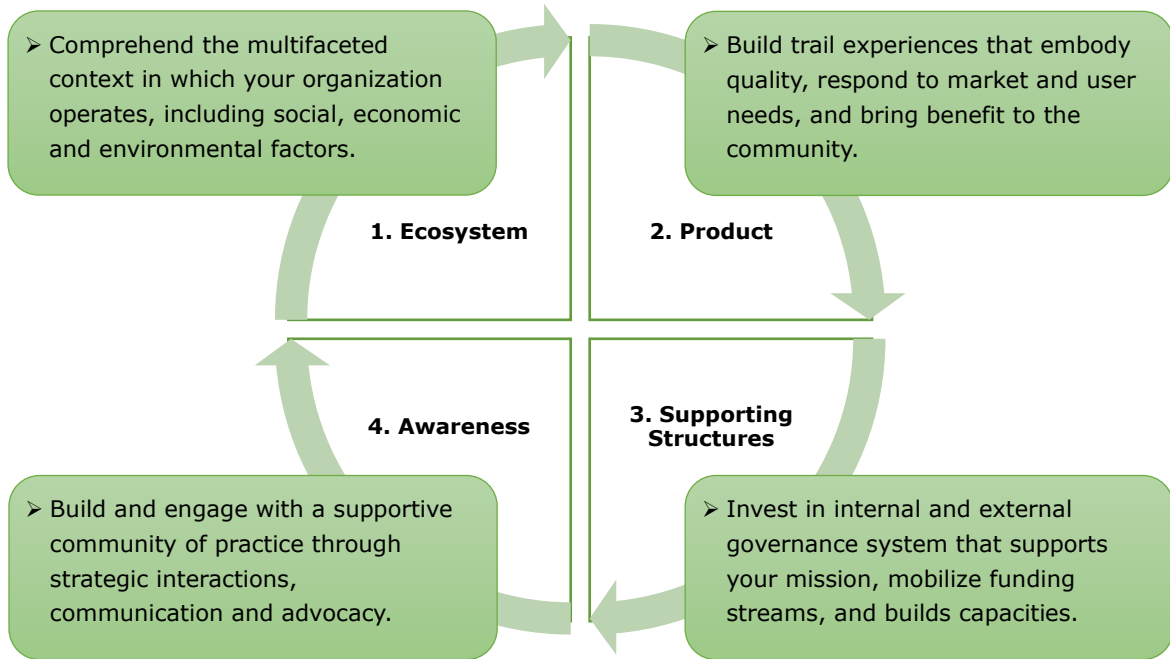 ➢ Comprehend the multifaceted
context in which your organization
operates, including social, economic
and environmental factors.
➢ Build trail experiences that embody
quality, respond to market and user
needs, and bring benefit to the
community.
1. Ecosystem
2. Product
4. Awareness
3. Supporting
Structures
➢ Build and engage with a supportive
community of practice through
strategic interactions,
communication and advocacy.
➢ Invest in internal and external
governance system that supports
your mission, mobilize funding
streams, and builds capacities.